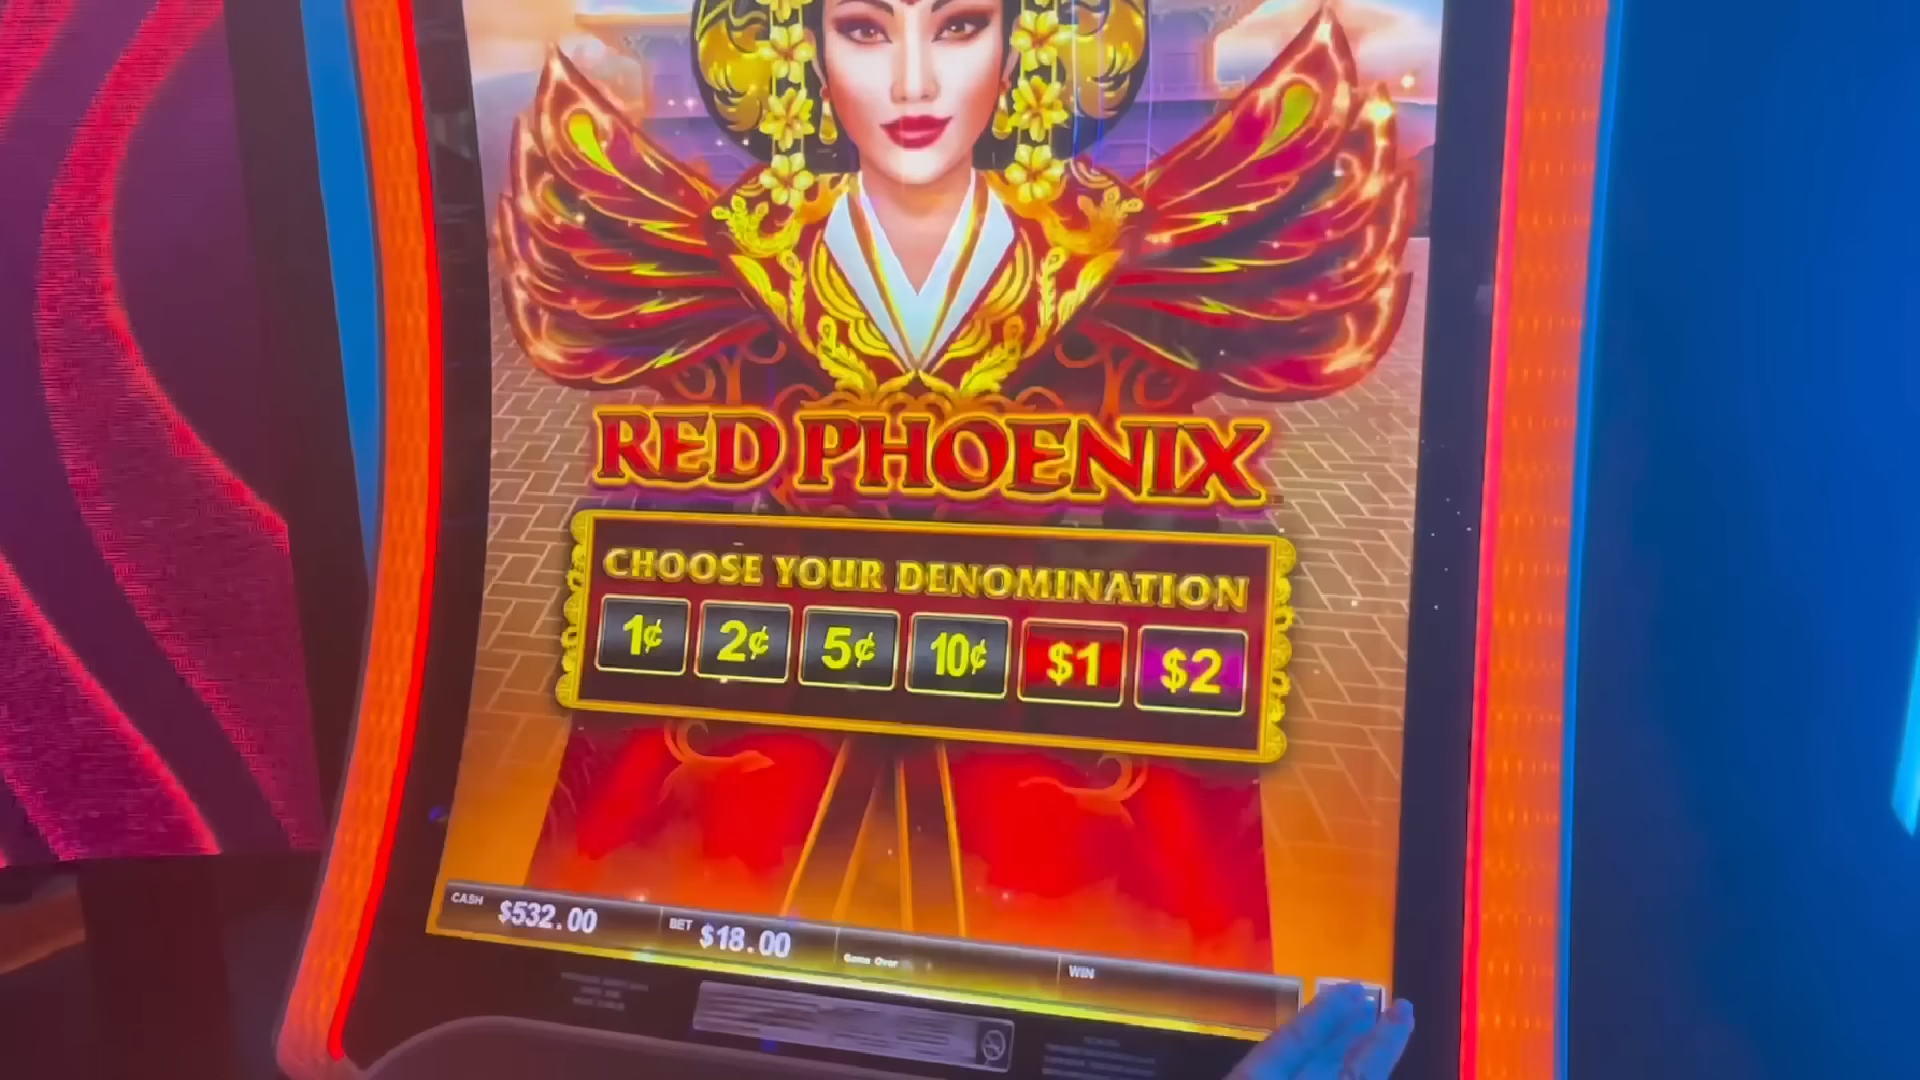 RED PHOENIX
CHOOSE YOUR DENOMINATION
1¢ 2¢ 5¢ 10¢ $1 $2
CASH $532.00 BET $18.00 Game Over WIN